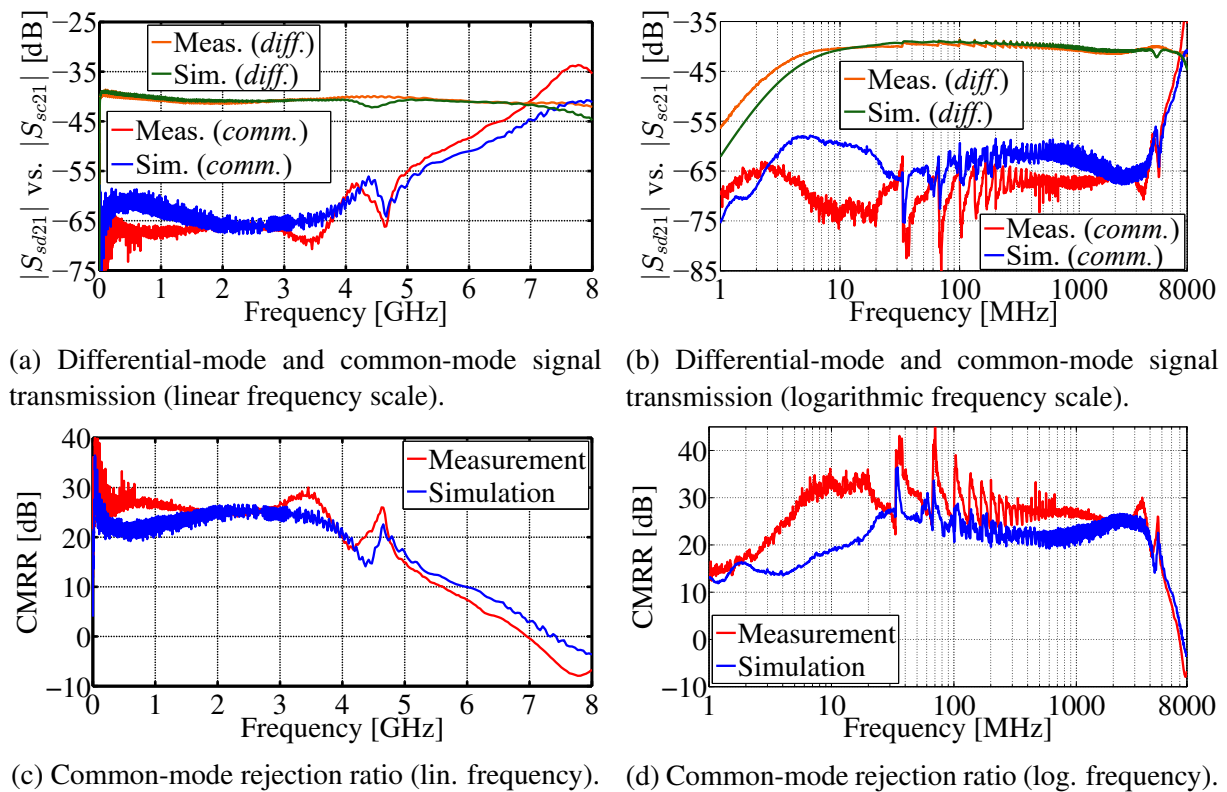 |S_sd21| vs. |S_sc21| [dB]
−25
−35
−45
−55
−65
−75
Meas. (diff.)
Sim. (diff.)
Meas. (comm.)
Sim. (comm.)
0 1 2 3 4 5 6 7 8
Frequency [GHz]
(a) Differential-mode and common-mode signal
transmission (linear frequency scale).
|S_sd21| vs. |S_sc21| [dB]
−35
−45
−55
−65
−75
−85
Meas. (diff.)
Sim. (diff.)
Meas. (comm.)
Sim. (comm.)
1 10 100 1000 8000
Frequency [MHz]
(b) Differential-mode and common-mode signal
transmission (logarithmic frequency scale).
CMRR [dB]
40
30
20
10
0
−10
Measurement
Simulation
0 1 2 3 4 5 6 7 8
Frequency [GHz]
(c) Common-mode rejection ratio (lin. frequency).
CMRR [dB]
40
30
20
10
0
−10
Measurement
Simulation
1 10 100 1000 8000
Frequency [MHz]
(d) Common-mode rejection ratio (log. frequency).